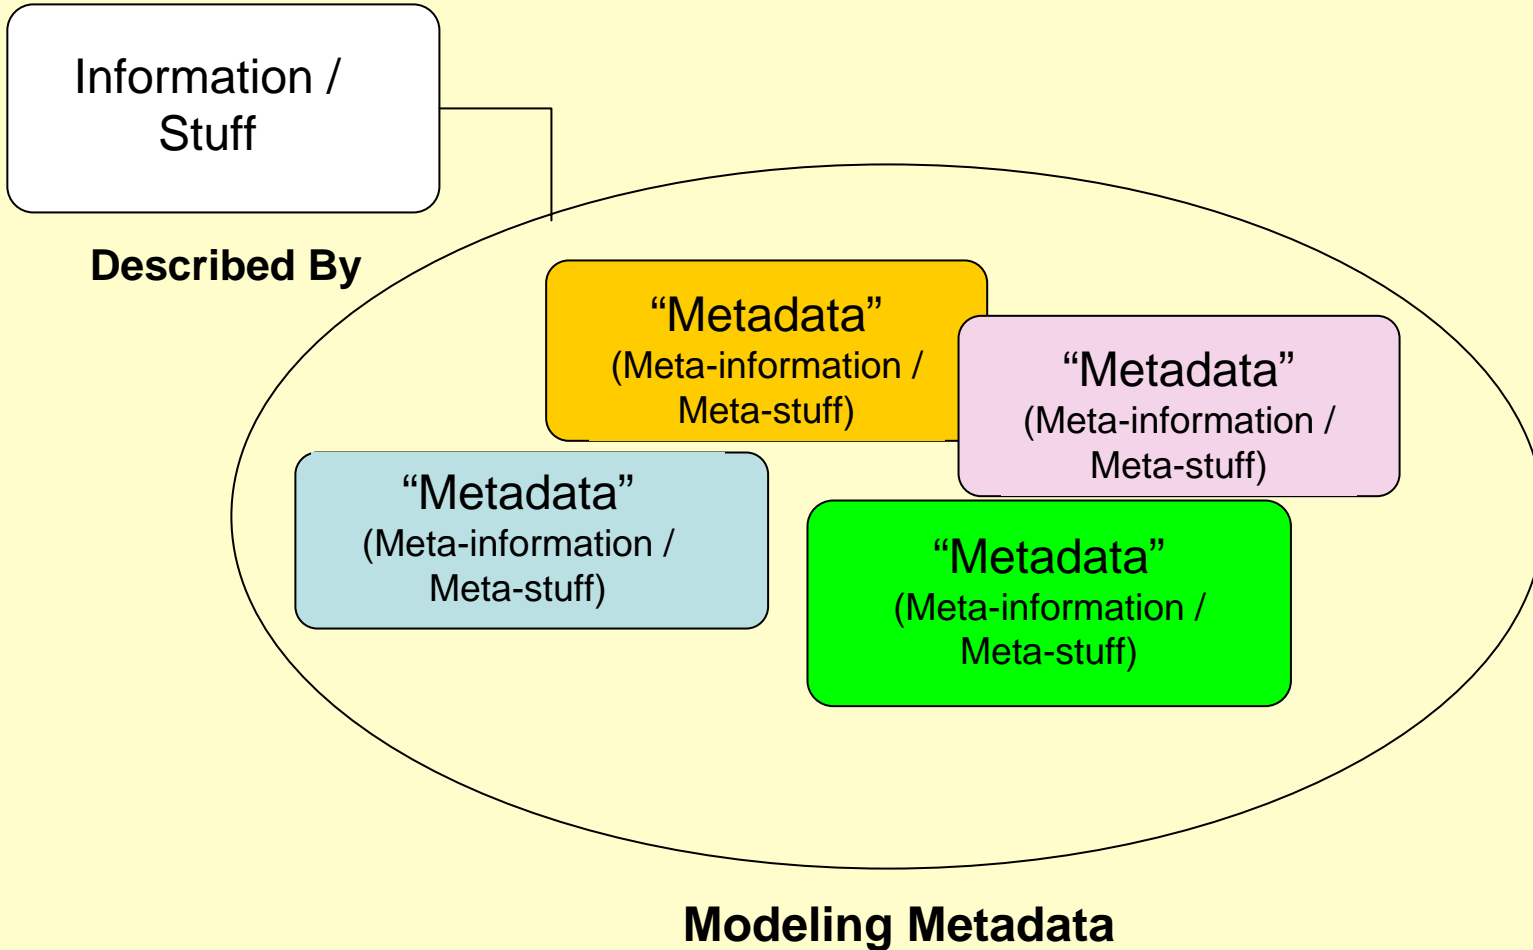 Information /
Stuff
Described By
“Metadata”
(Meta-information /
Meta-stuff)
“Metadata”
(Meta-information /
Meta-stuff)
“Metadata”
(Meta-information /
Meta-stuff)
“Metadata”
(Meta-information /
Meta-stuff)
Modeling Metadata